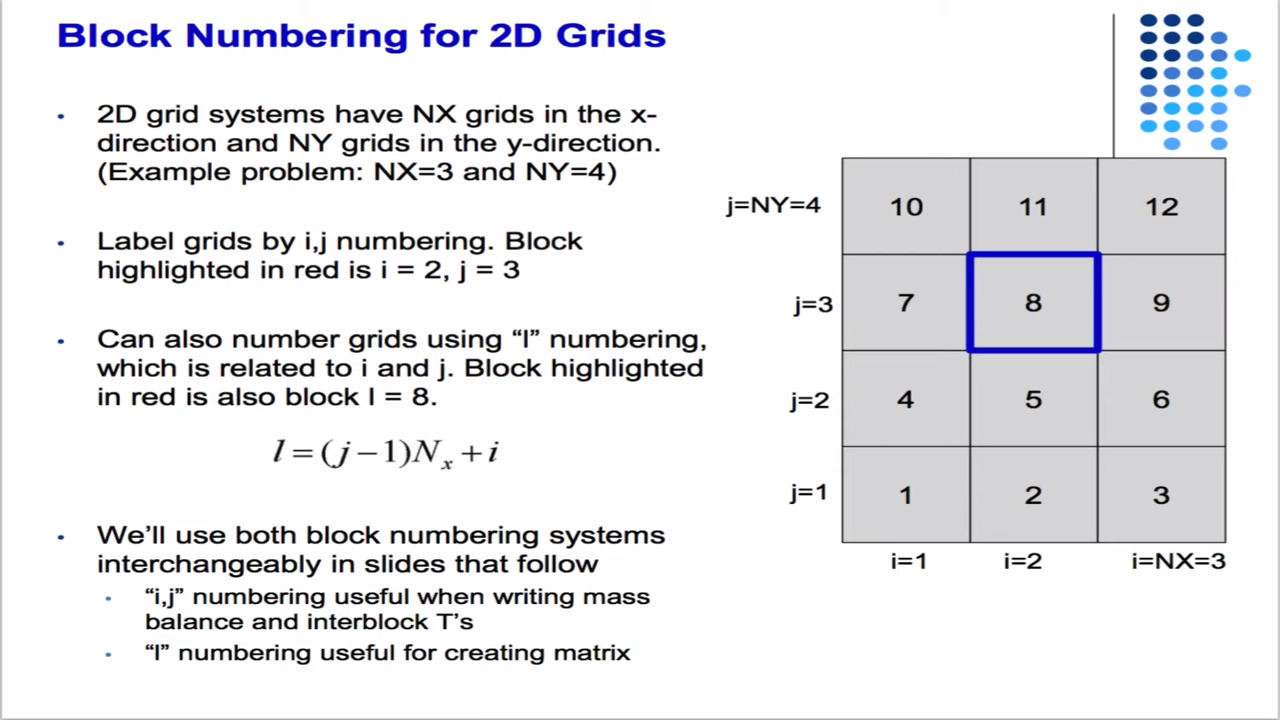 Block Numbering for 2D Grids
• 2D grid systems have NX grids in the x-
direction and NY grids in the y-direction.
(Example problem: NX=3 and NY=4)
• Label grids by i,j numbering. Block
highlighted in red is i = 2, j = 3
• Can also number grids using “l” numbering,
which is related to i and j. Block highlighted
in red is also block l = 8.
l = (j − 1)Nₓ + i
• We’ll use both block numbering systems
interchangeably in slides that follow
• “i,j” numbering useful when writing mass
balance and interblock T’s
• “l” numbering useful for creating matrix
j=NY=4 10 11 12
j=3 7 8 9
j=2 4 5 6
j=1 1 2 3
i=1 i=2 i=NX=3